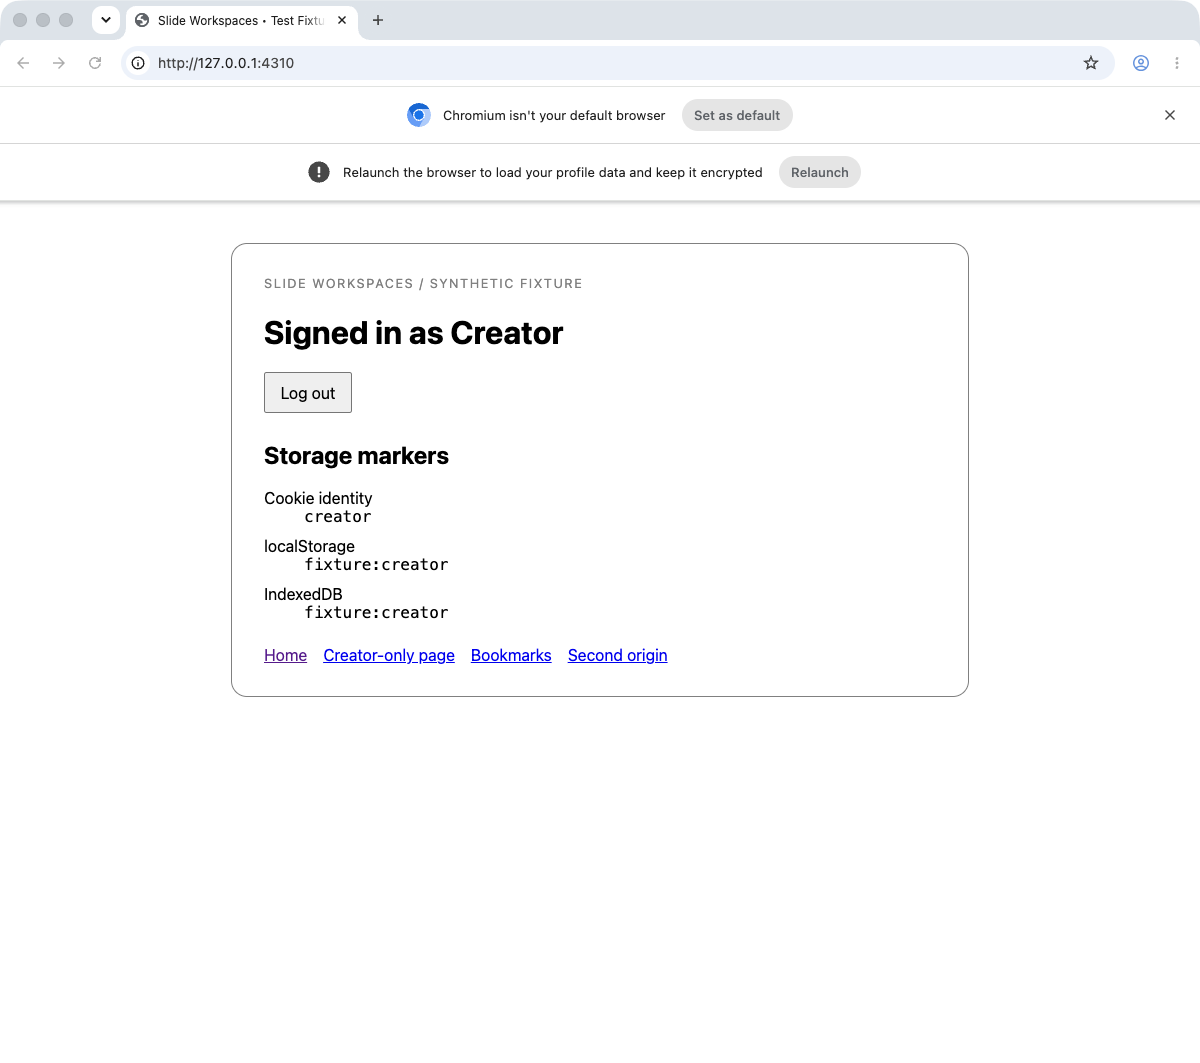 Slide Workspaces • Test Fixtu
http://127.0.0.1:4310
Chromium isn't your default browser
Set as default
Relaunch the browser to load your profile data and keep it encrypted
Relaunch
SLIDE WORKSPACES / SYNTHETIC FIXTURE
Signed in as Creator
Log out
Storage markers
Cookie identity
creator
localStorage
fixture:creator
IndexedDB
fixture:creator
Home Creator-only page Bookmarks Second origin